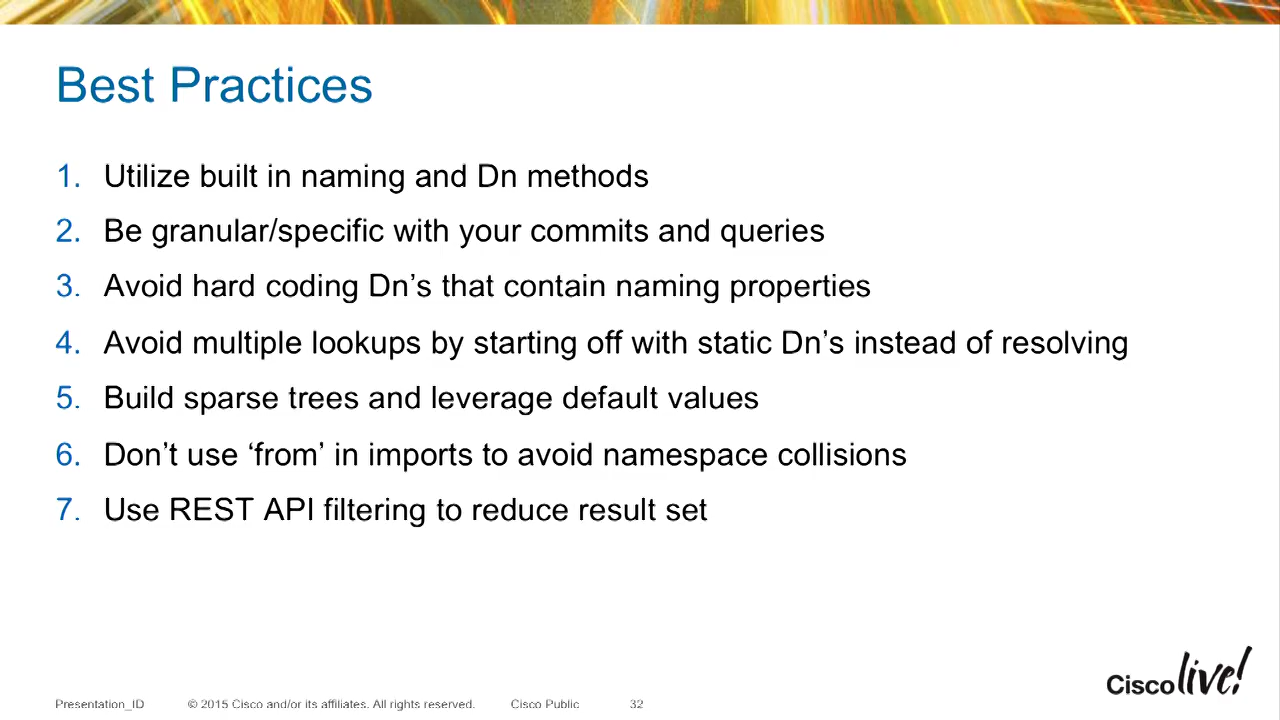 Best Practices
1. Utilize built in naming and Dn methods
2. Be granular/specific with your commits and queries
3. Avoid hard coding Dn’s that contain naming properties
4. Avoid multiple lookups by starting off with static Dn’s instead of resolving
5. Build sparse trees and leverage default values
6. Don’t use ‘from’ in imports to avoid namespace collisions
7. Use REST API filtering to reduce result set
Cisco live!
Presentation_ID © 2015 Cisco and/or its affiliates. All rights reserved. Cisco Public 32